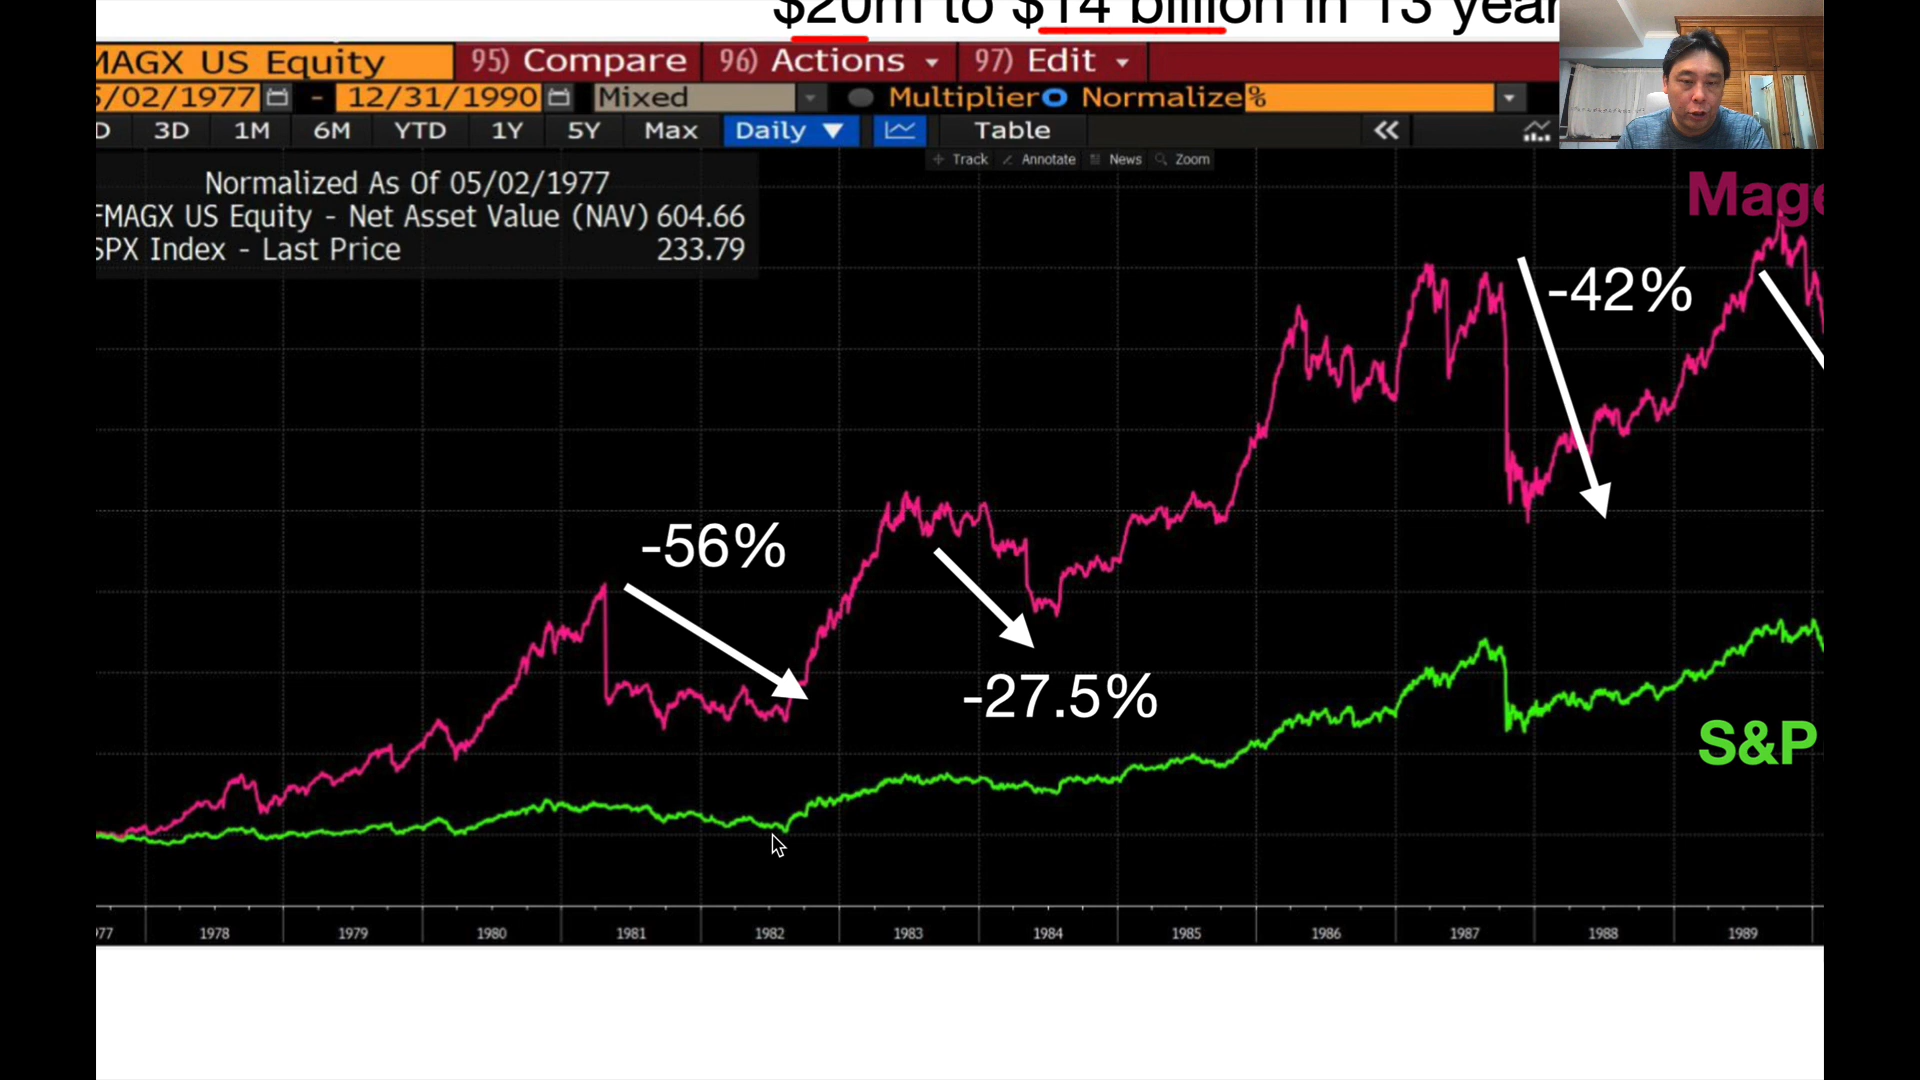 $20m to $14 billion in 13 year
MAGX US Equity 95) Compare 96) Actions 97) Edit
5/02/1977 - 12/31/1990 Mixed Multiplier Normalize %
D 3D 1M 6M YTD 1Y 5Y Max Daily ▼ Table «
Track Annotate News Zoom
Normalized As Of 05/02/1977
FMAGX US Equity - Net Asset Value (NAV) 604.66
SPX Index - Last Price 233.79
Mage
-42%
-56%
-27.5%
S&P
77 1978 1979 1980 1981 1982 1983 1984 1985 1986 1987 1988 1989